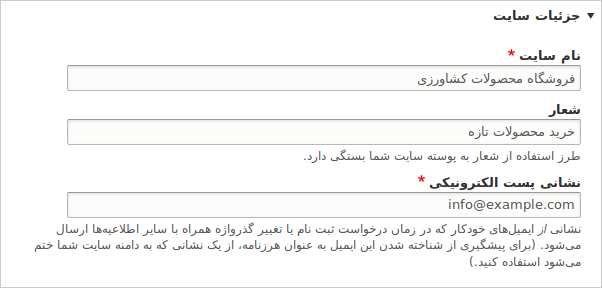 ▼ جزئیات سایت
نام سایت *
فروشگاه محصولات کشاورزی
شعار
خرید محصولات تازه
طرز استفاده از شعار به پوسته سایت شما بستگی دارد.
نشانی پست الکترونیکی *
info@example.com
نشانی از ایمیل‌های خودکار که در زمان درخواست ثبت نام یا تغییر گذرواژه همراه با سایر اطلاعیه‌ها ارسال
می‌شود. (برای پیشگیری از شناخته شدن این ایمیل به عنوان هرزنامه، از یک نشانی که به دامنه سایت شما ختم
می‌شود استفاده کنید.)